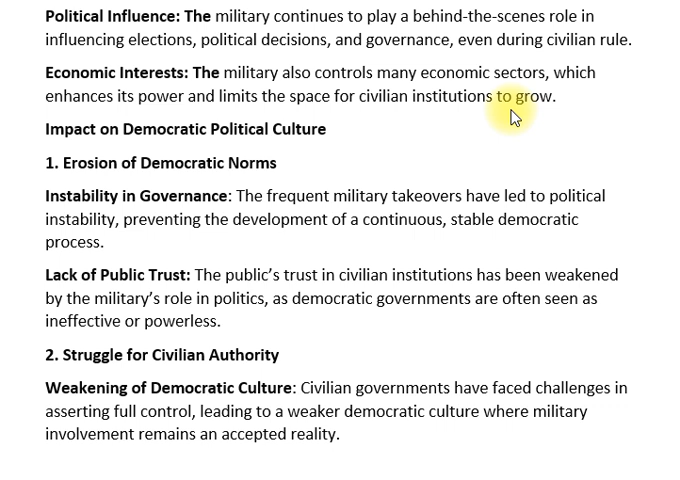 Political Influence: The military continues to play a behind-the-scenes role in
influencing elections, political decisions, and governance, even during civilian rule.
Economic Interests: The military also controls many economic sectors, which
enhances its power and limits the space for civilian institutions to grow.
Impact on Democratic Political Culture
1. Erosion of Democratic Norms
Instability in Governance: The frequent military takeovers have led to political
instability, preventing the development of a continuous, stable democratic
process.
Lack of Public Trust: The public’s trust in civilian institutions has been weakened
by the military’s role in politics, as democratic governments are often seen as
ineffective or powerless.
2. Struggle for Civilian Authority
Weakening of Democratic Culture: Civilian governments have faced challenges in
asserting full control, leading to a weaker democratic culture where military
involvement remains an accepted reality.